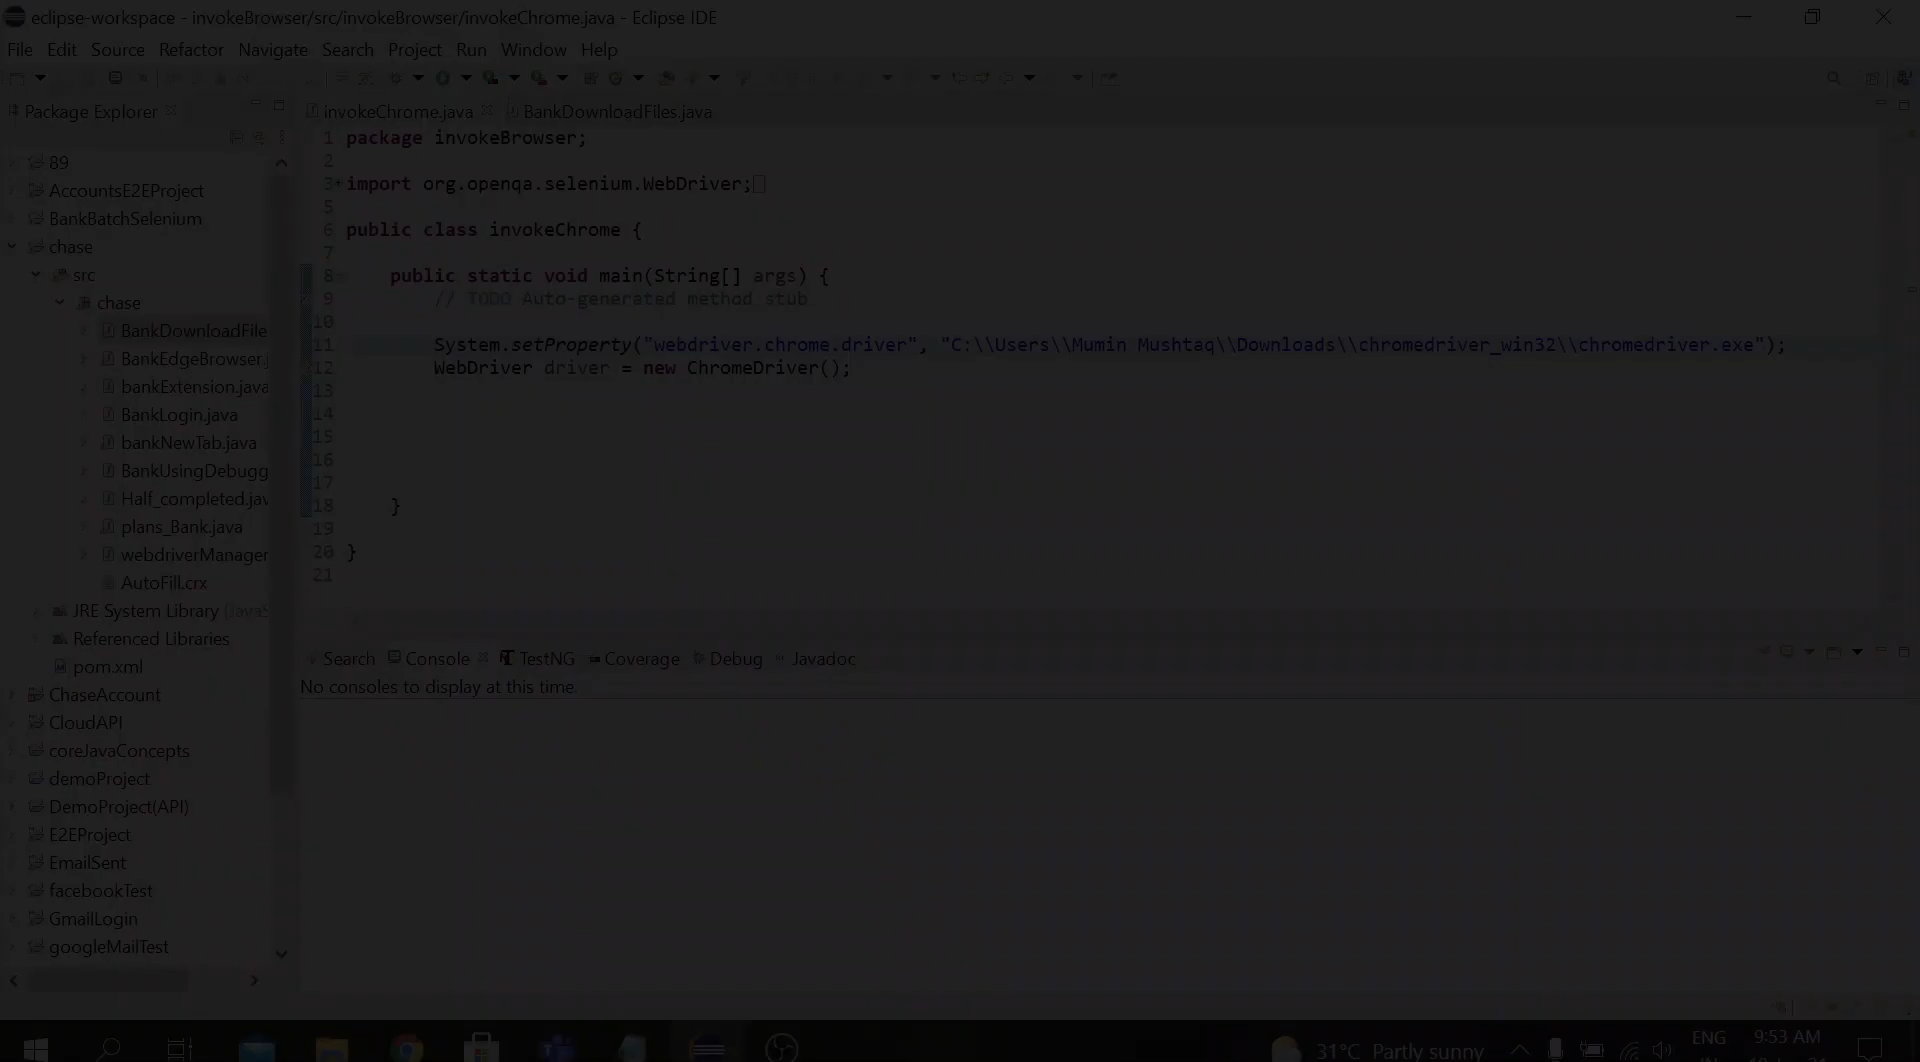 eclipse-workspace - invokeBrowser/src/invokeBrowser/invokeChrome.java - Eclipse IDE
File Edit Source Refactor Navigate Search Project Run Window Help
Package Explorer
invokeChrome.java BankDownloadFiles.java
89
AccountsE2EProject
BankBatchSelenium
chase
src
chase
BankDownloadFile
BankEdgeBrowser.j
bankExtension.java
BankLogin.java
bankNewTab.java
BankUsingDebugg
Half_completed.jav
plans_Bank.java
webdriverManager
AutoFill.crx
JRE System Library [JavaS
Referenced Libraries
pom.xml
ChaseAccount
CloudAPI
coreJavaConcepts
demoProject
DemoProject(API)
E2EProject
EmailSent
facebookTest
GmailLogin
googleMailTest
1 package invokeBrowser;
2
3 import org.openqa.selenium.WebDriver;
5
6 public class invokeChrome {
7
8 public static void main(String[] args) {
9 // TODO Auto-generated method stub
10
11 System.setProperty("webdriver.chrome.driver", "C:\\Users\\Mumin Mushtaq\\Downloads\\chromedriver_win32\\chromedriver.exe");
12 WebDriver driver = new ChromeDriver();
13
14
15
16
17
18 }
19
20 }
21
Search Console TestNG Coverage Debug Javadoc
No consoles to display at this time.
31°C Partly sunny
ENG
9:53 AM